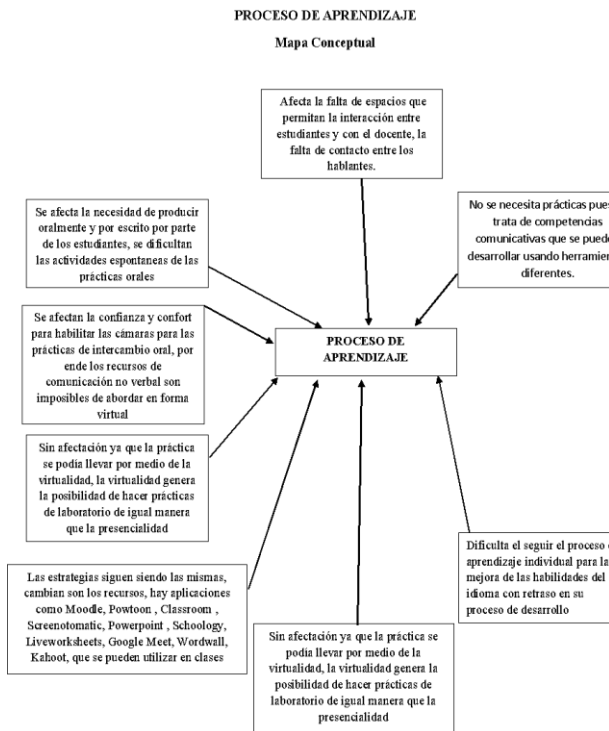 PROCESO DE APRENDIZAJE
Mapa Conceptual
Afecta la falta de espacios que
permitan la interacción entre
estudiantes y con el docente, la
falta de contacto entre los
hablantes.
Se afecta la necesidad de producir
oralmente y por escrito por parte
de los estudiantes, se dificultan
las actividades espontaneas de las
prácticas orales
No se necesita prácticas pues
trata de competencias
comunicativas que se puede
desarrollar usando
diferentes.
Se afectan la confianza y confort
para habilitar las cámaras para las
prácticas de intercambio oral, por
ende los recursos de
comunicación no verbal son
imposibles de abordar en forma
virtual
PROCESO DE
APRENDIZAJE
Sin afectación ya que la práctica
se podía llevar por medio de la
virtualidad, la virtualidad genera
la posibilidad de hacer prácticas
de laboratorio de igual manera
que la presencialidad
Las estrategias siguen siendo las mismas,
cambian son los recursos, hay aplicaciones
como Moodle, Powtoon , Classroom ,
Screenotomatic, Powerpoint , Schoology,
Liveworksheets, Google Meet, Wordwall,
Kahoot, que se pueden utilizar en clases
Sin afectación ya que la práctica se
podía llevar por medio de la
virtualidad, la virtualidad genera la
posibilidad de hacer prácticas de
laboratorio de igual manera que la
presencialidad
Dificulta el seguir el proceso
aprendizaje individual para la
mejora de las habilidades del
idioma con retraso en su
proceso de desarrollo